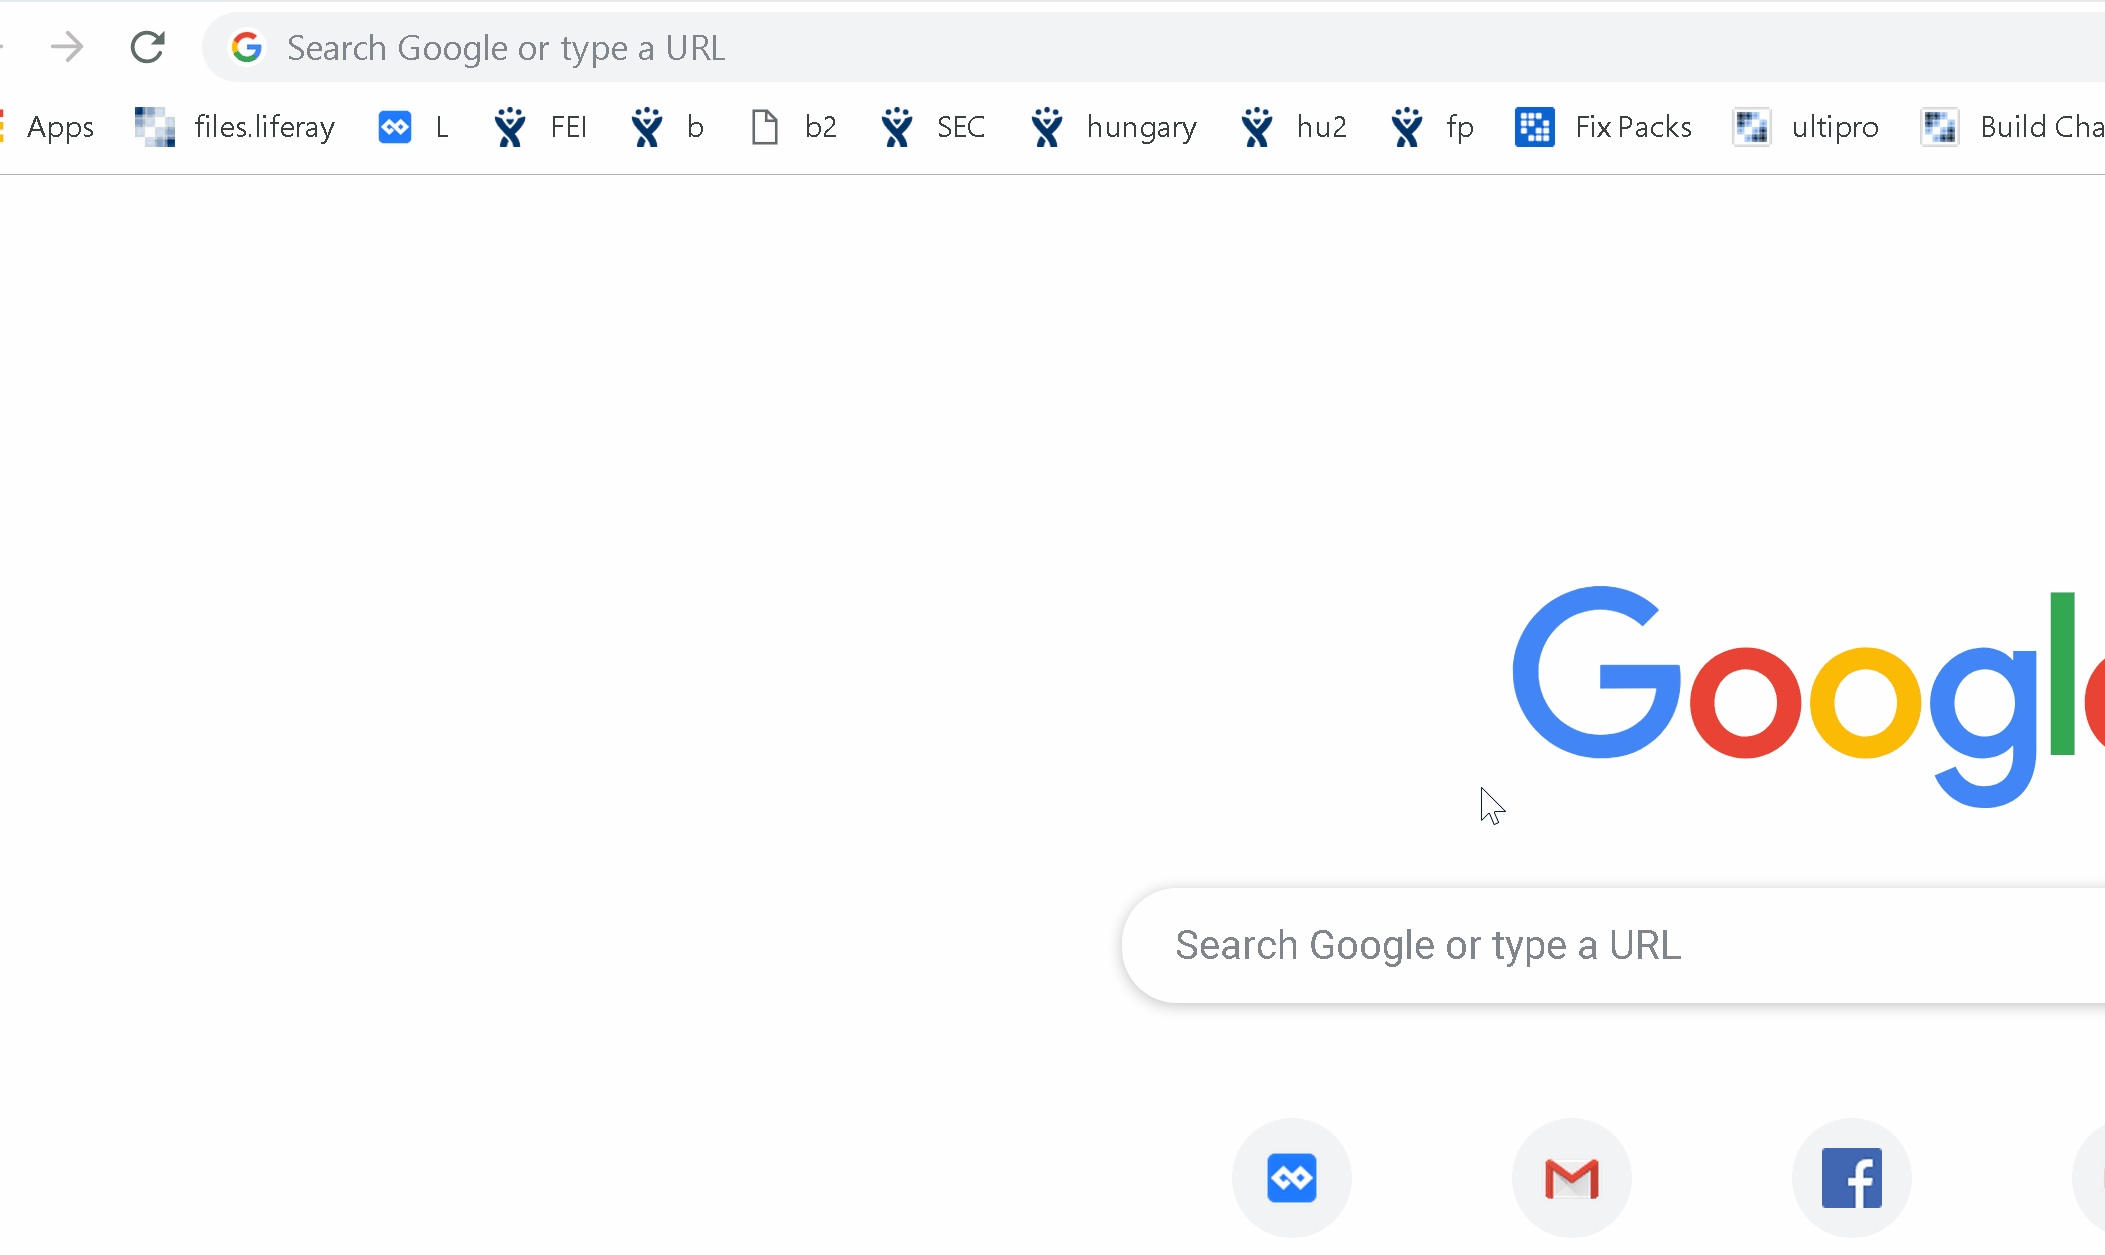 Search Google or type a URL
Apps files.liferay L FEI b b2 SEC hungary hu2 fp Fix Packs ultipro Build Cha
Google
Search Google or type a URL